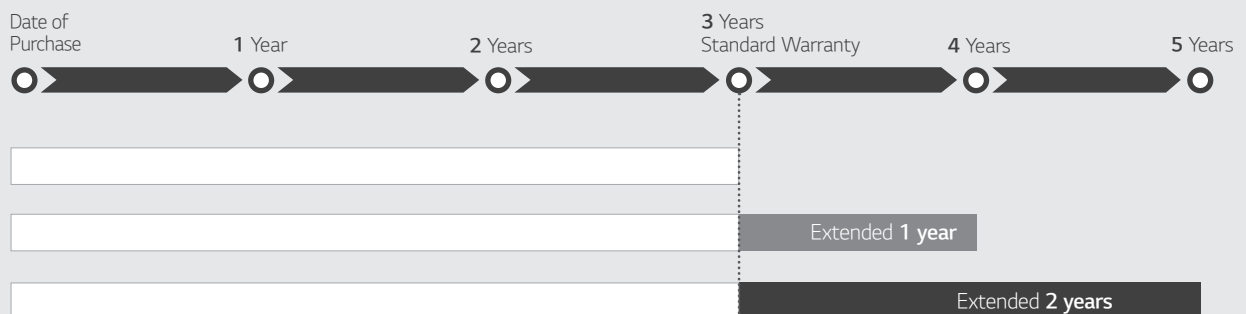 Date of
Purchase
1 Year
2 Years
3 Years
Standard Warranty
4 Years
5 Years
Extended 1 year
Extended 2 years